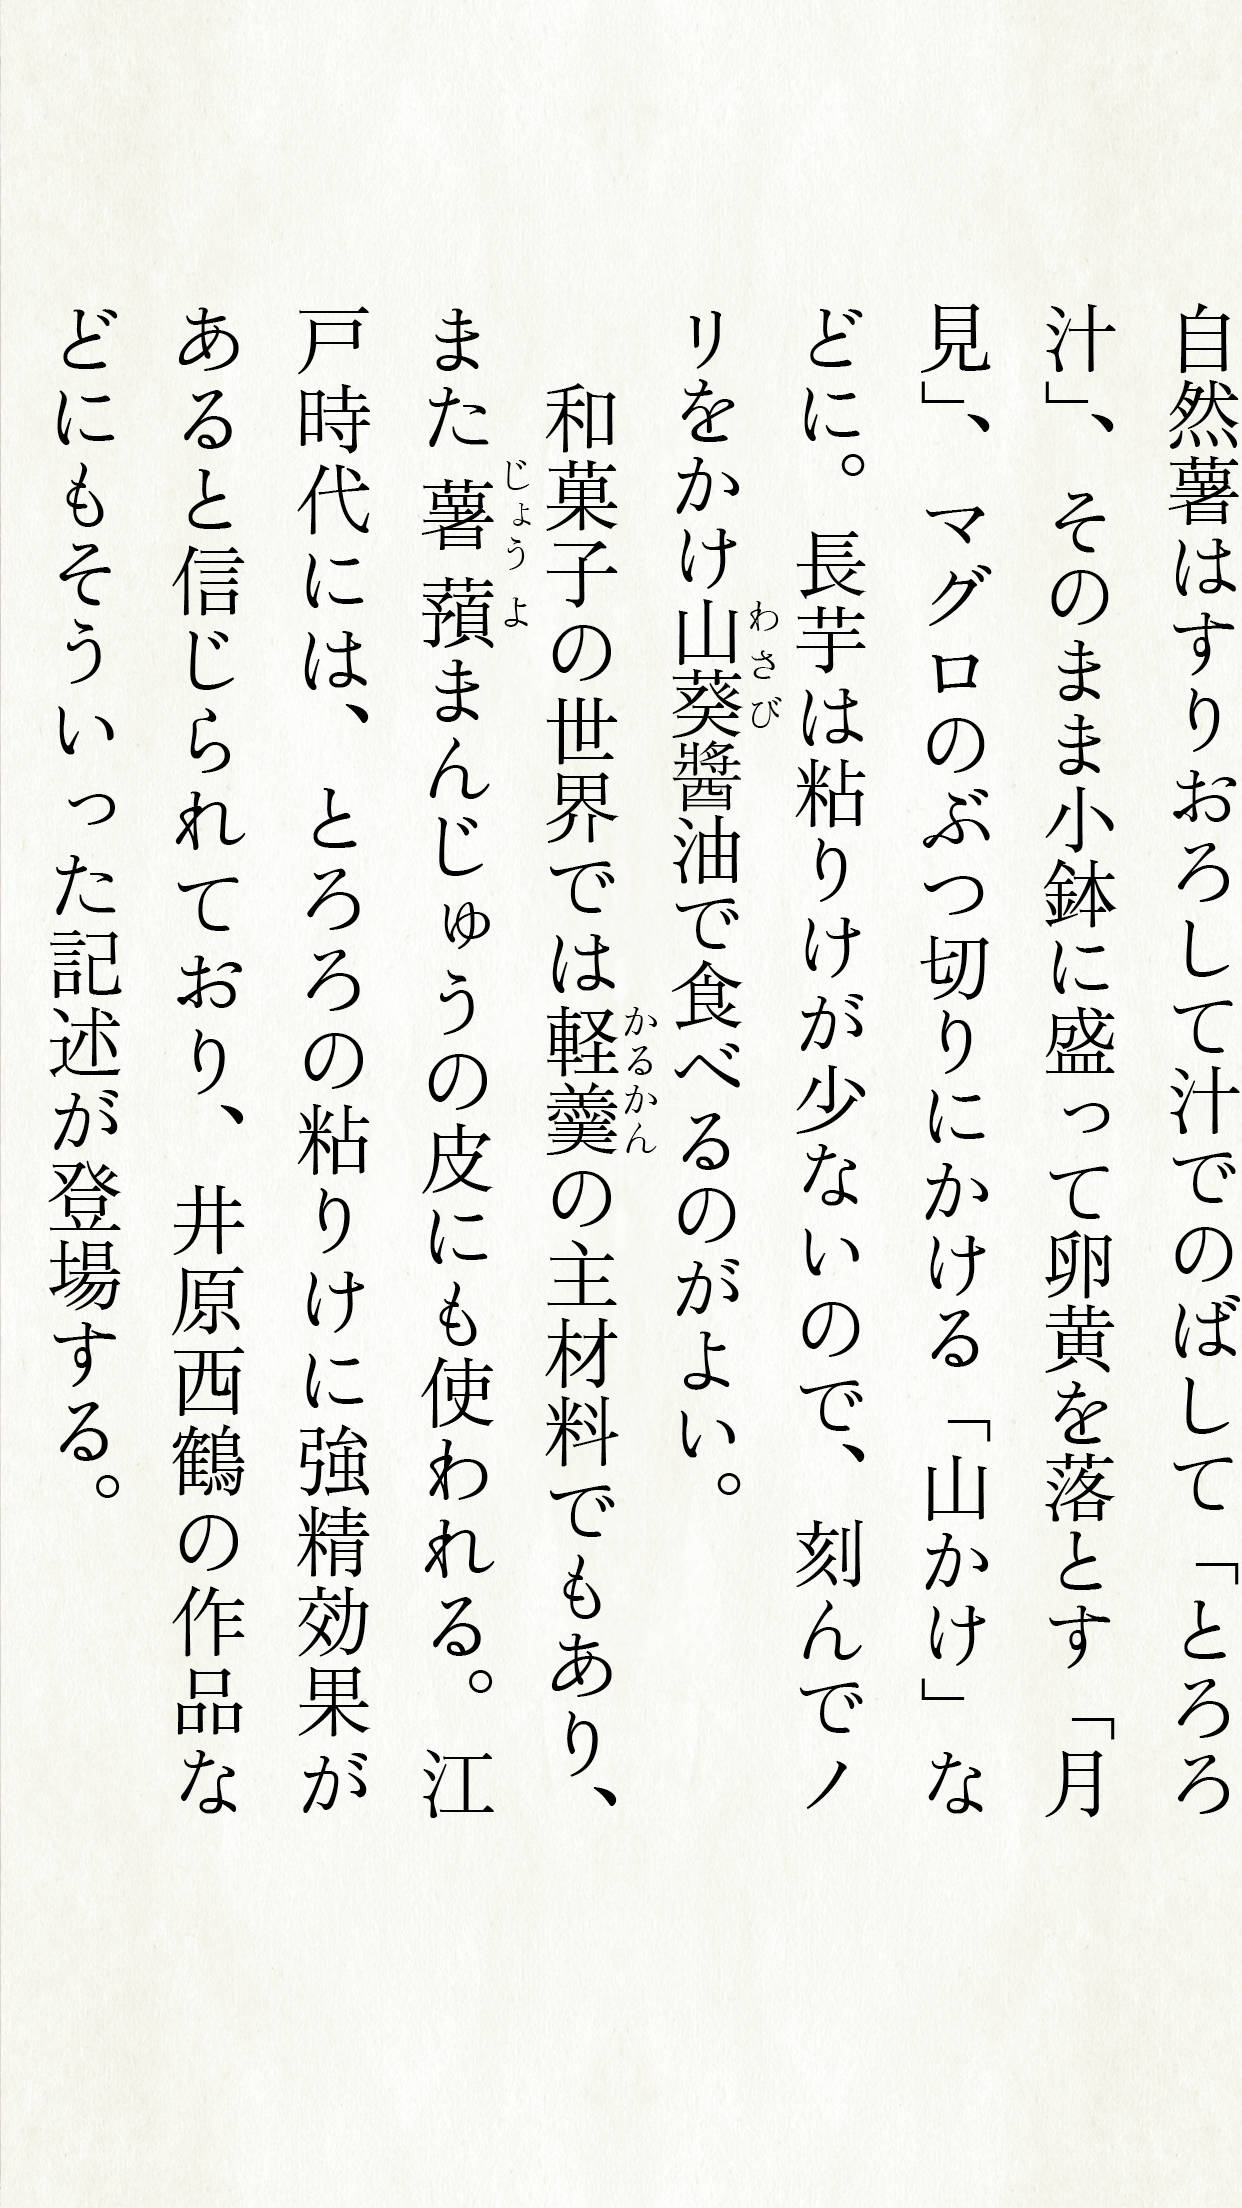 自然薯はすりおろして汁でのばして「とろろ
汁」、そのまま小鉢に盛って卵黄を落とす「月
見」、マグロのぶつ切りにかける「山かけ」な
どに。長芋は粘りけが少ないので、刻んでノ
リをかけ山葵醬油で食べるのがよい。
わさび
和菓子の世界では軽羹の主材料でもあり、
かるかん
また薯蕷まんじゅうの皮にも使われる。江
じょうよ
戸時代には、とろろの粘りけに強精効果が
あると信じられており、井原西鶴の作品な
どにもそういった記述が登場する。